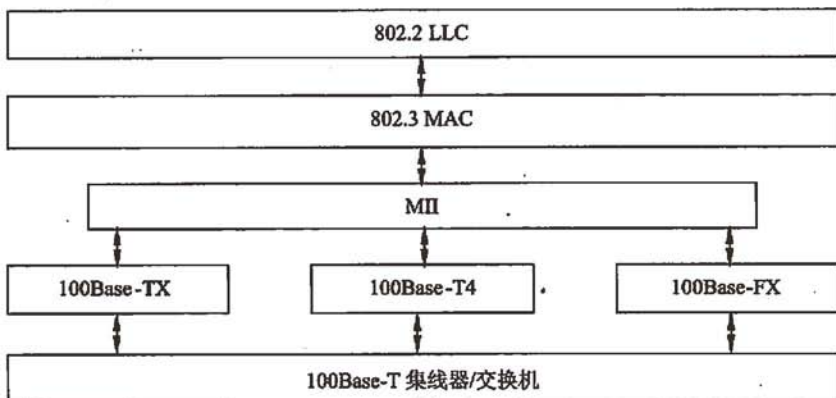 802.2 LLC
802.3 MAC
MII
100Base-TX
100Base-T4
100Base-FX
100Base-T 集线器/交换机